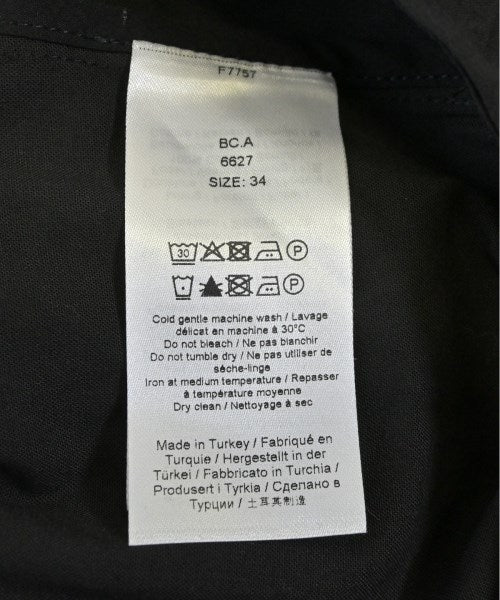 F7757
BC.A
6627
SIZE: 34
30 P
P
Cold gentle machine wash / Lavage
délicat en machine à 30°C
Do not bleach / Ne pas blanchir
Do not tumble dry / Ne pas utiliser de
sèche-linge
Iron at medium temperature / Repasser
à température moyenne
Dry clean / Nettoyage à sec
Made in Turkey / Fabriqué en
Turquie / Hergestellt in der
Türkei / Fabbricato in Turchia /
Produsert i Tyrkia / Сделано в
Турции / 土耳其制造